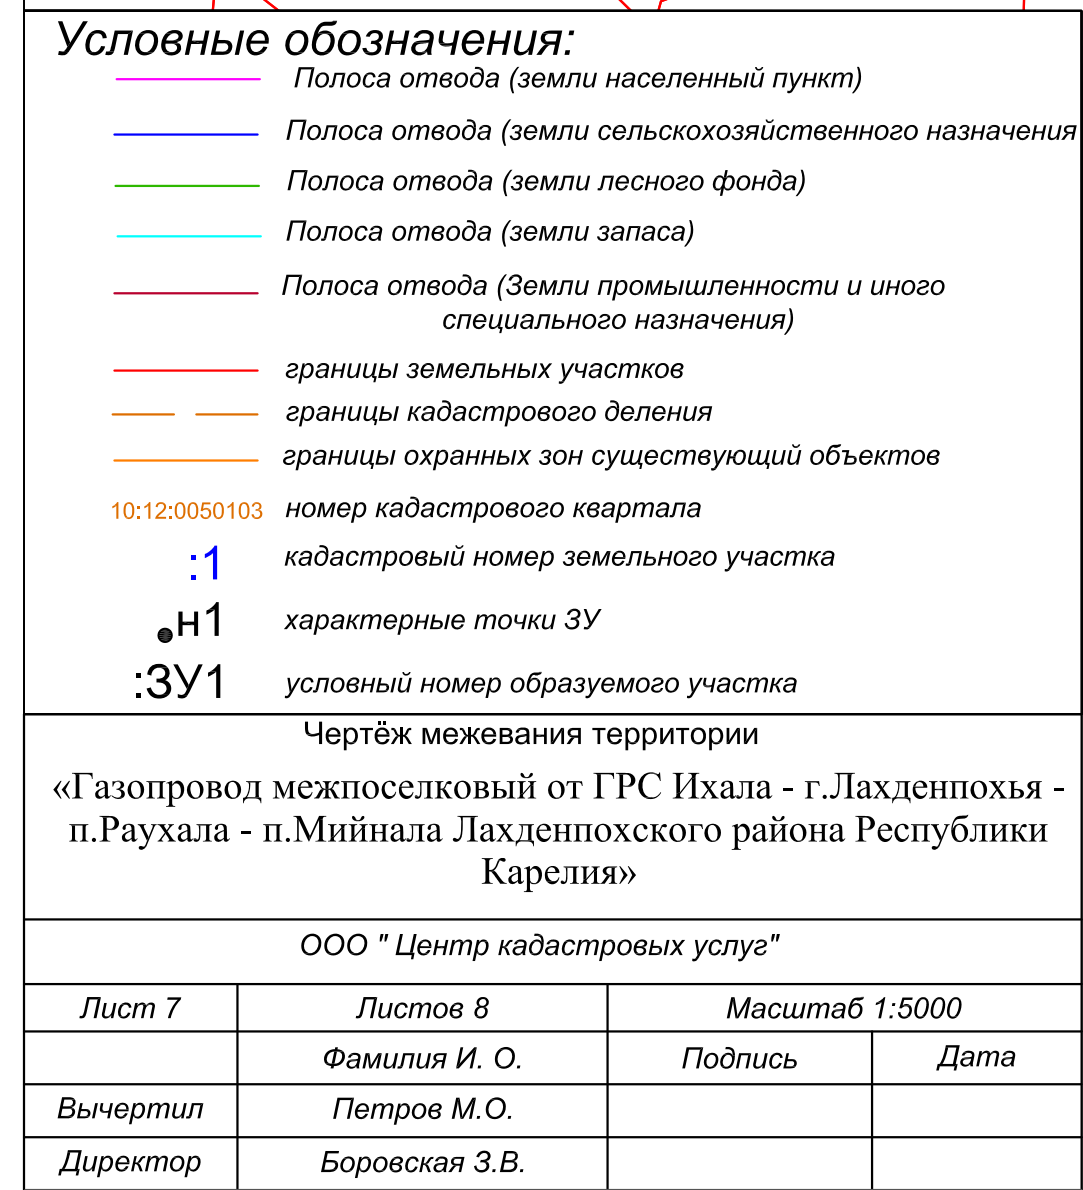 Условные обозначения:
Полоса отвода (земли населенный пункт)
Полоса отвода (земли сельскохозяйственного назначения
Полоса отвода (земли лесного фонда)
Полоса отвода (земли запаса)
Полоса отвода (Земли промышленности и иного
специального назначения)
границы земельных участков
границы кадастрового деления
границы охранных зон существующий объектов
10:12:0050103 номер кадастрового квартала
:1 кадастровый номер земельного участка
н1 характерные точки ЗУ
:ЗУ1 условный номер образуемого участка
Чертёж межевания территории
«Газопровод межпоселковый от ГРС Ихала - г.Лахденпохья -
п.Раухала - п.Мийнала Лахденпохского района Республики
Карелия»
ООО " Центр кадастровых услуг"
Лист 7 Листов 8 Масштаб 1:5000
Фамилия И. О. Подпись Дата
Вычертил Петров М.О.
Директор Боровская З.В.